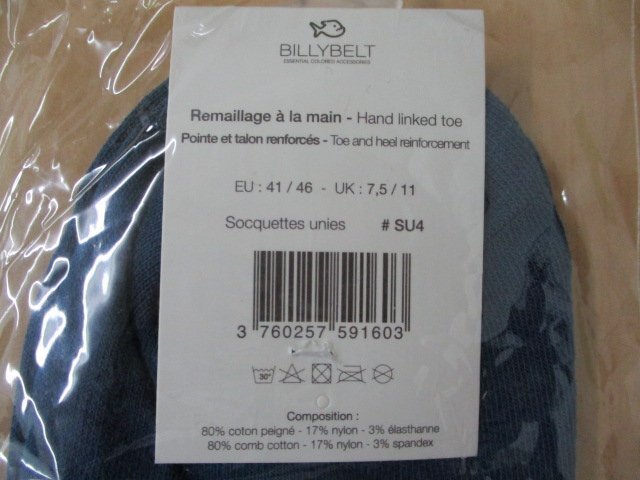 BILLYBELT
ESSENTIAL COLORED ACCESSORIES
Remaillage à la main - Hand linked toe
Pointe et talon renforcés - Toe and heel reinforcement
EU : 41 / 46 - UK : 7,5 / 11
Socquettes unies # SU4
3 760257 591603
30°
Composition :
80% coton peigné - 17% nylon - 3% élasthanne
80% comb cotton - 17% nylon - 3% spandex